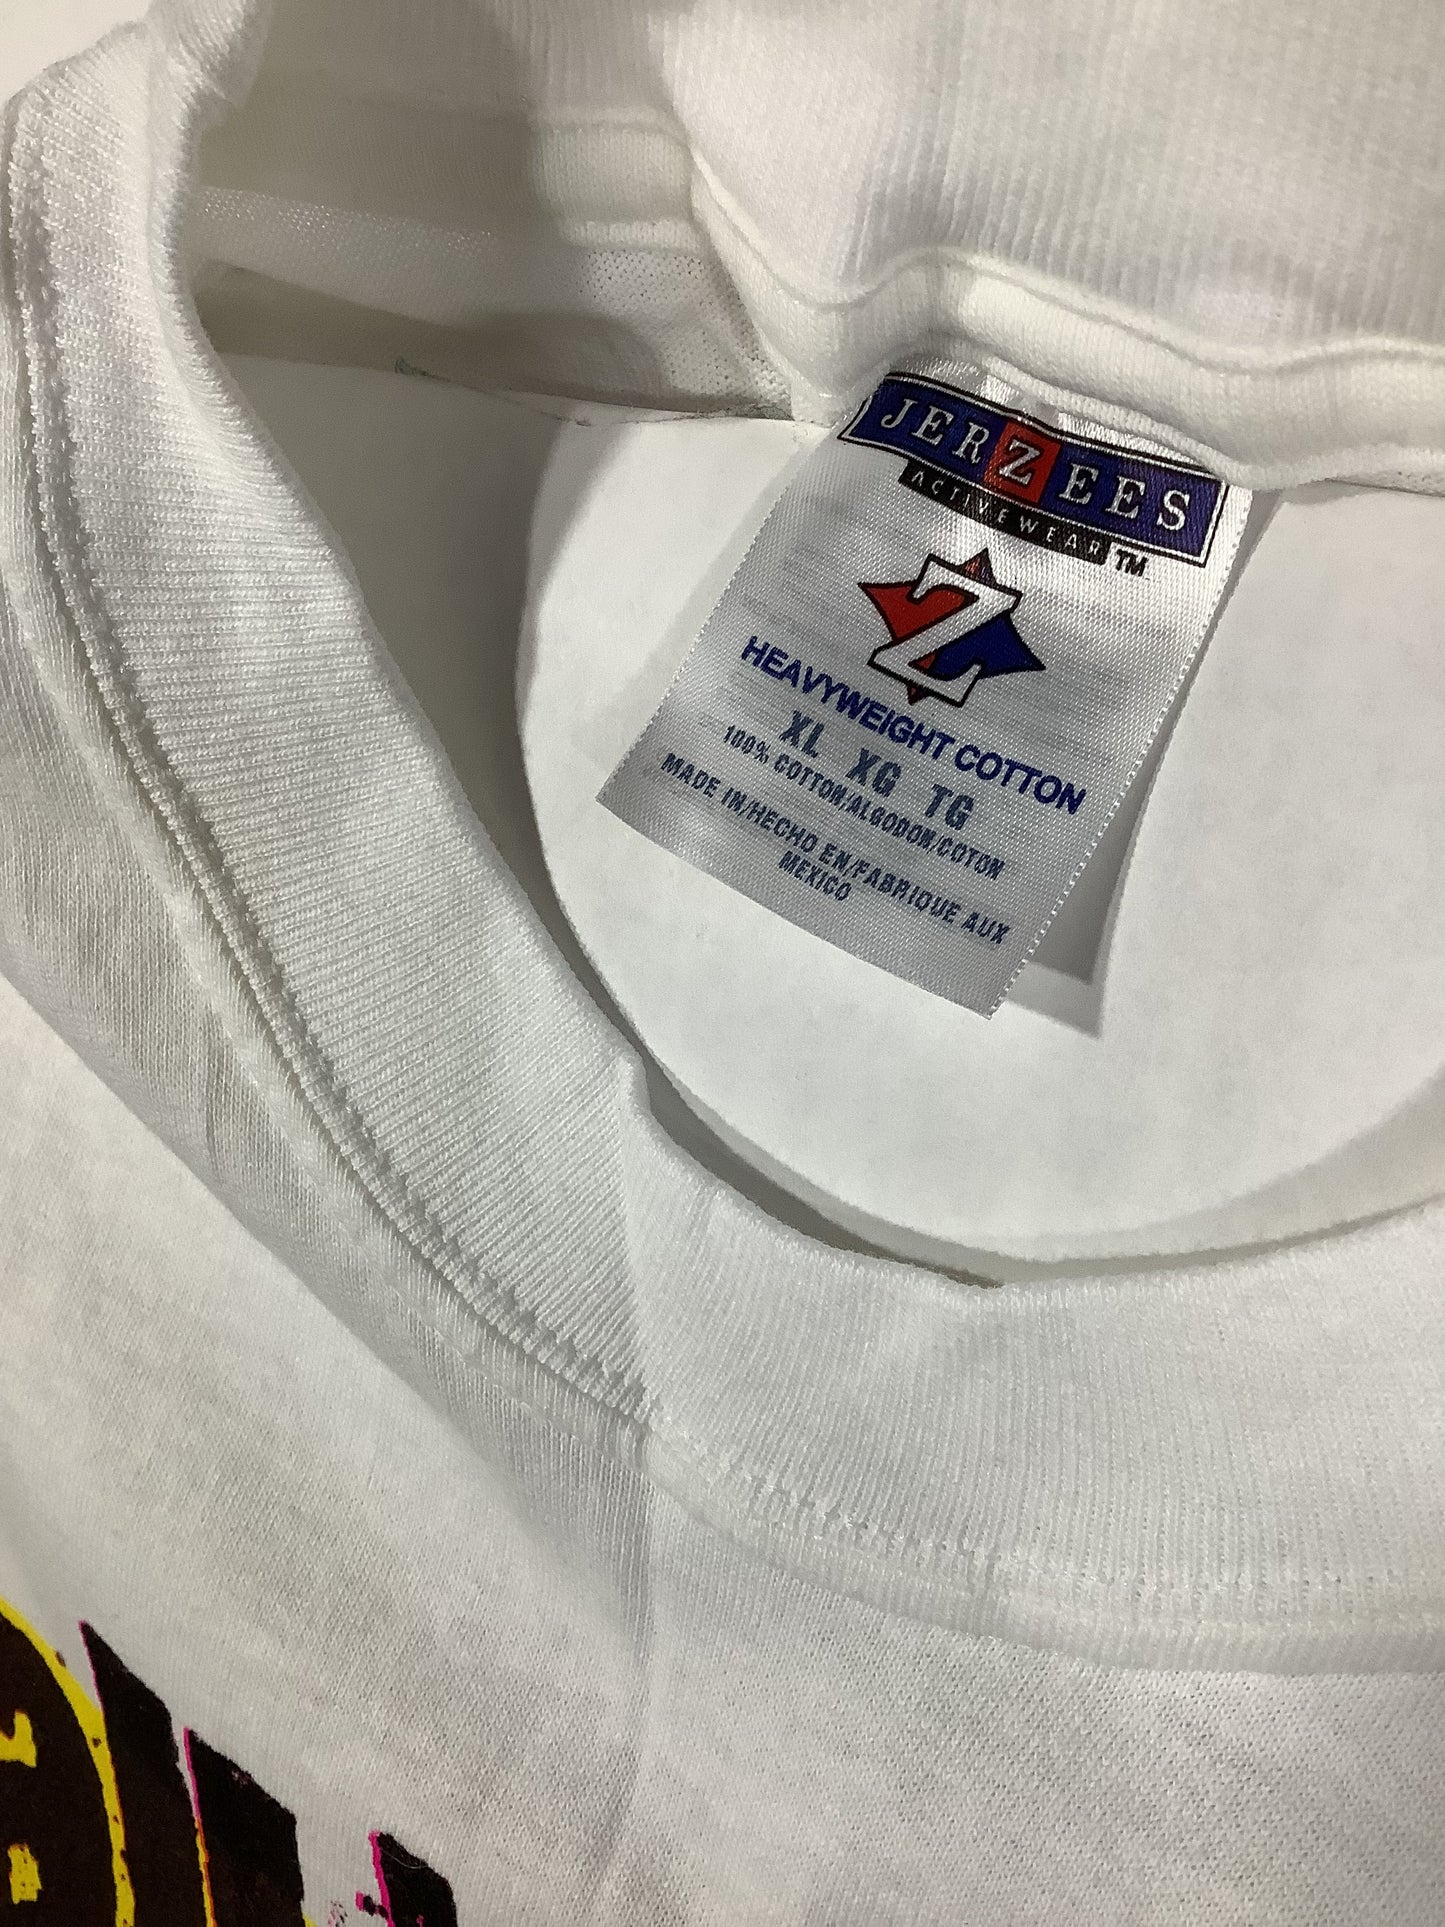 JERZEES
ACTIVEWEAR TM
Z
HEAVYWEIGHT COTTON
XL XG TG
100% COTTON/ALGODON/COTON
MADE IN/HECHO EN/FABRIQUE AUX
MEXICO